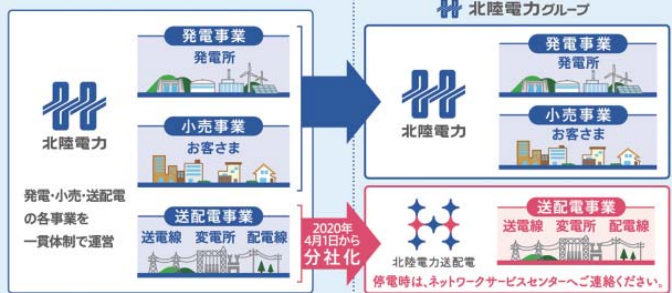 北陸電力グループ
北陸電力
発電・小売・送配電
の各事業を
一貫体制で運営
発電事業
発電所
小売事業
お客さま
送配電事業
送電線 変電所 配電線
2020年
4月1日から
分社化
北陸電力
発電事業
発電所
小売事業
お客さま
北陸電力送配電
送配電事業
送電線 変電所 配電線
停電時は、ネットワークサービスセンターへご連絡ください。